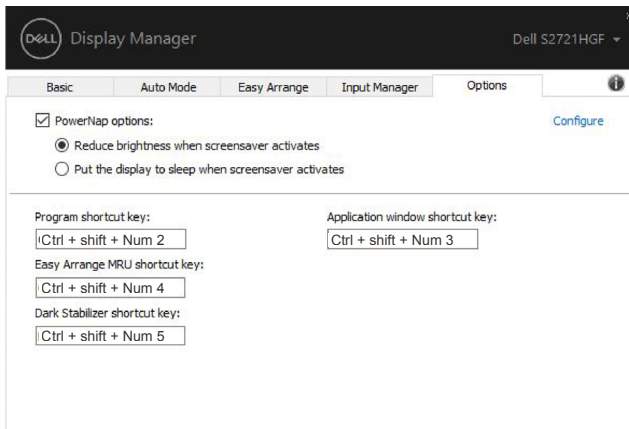 DELL Display Manager
Dell S2721HGF
Basic Auto Mode Easy Arrange Input Manager Options
PowerNap options: Configure
Reduce brightness when screensaver activates
Put the display to sleep when screensaver activates
Program shortcut key: Application window shortcut key:
Ctrl + shift + Num 2 Ctrl + shift + Num 3
Easy Arrange MRU shortcut key:
Ctrl + shift + Num 4
Dark Stabilizer shortcut key:
Ctrl + shift + Num 5